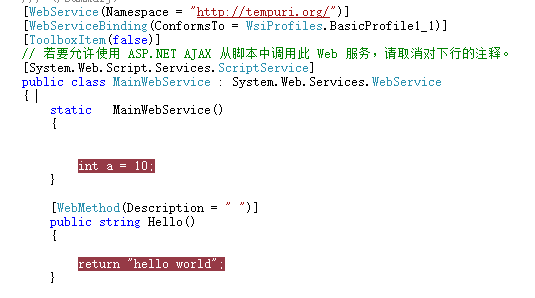 [WebService(Namespace = "http://tempuri.org/")]
[WebServiceBinding(ConformsTo = WsiProfiles.BasicProfile1_1)]
[ToolboxItem(false)]
// 若要允许使用 ASP.NET AJAX 从脚本中调用此 Web 服务，请取消对下行的注释。
[System.Web.Script.Services.ScriptService]
public class MainWebService : System.Web.Services.WebService
{
static MainWebService()
{
int a = 10;
}
[WebMethod(Description = " ")]
public string Hello()
{
return "hello world";
}